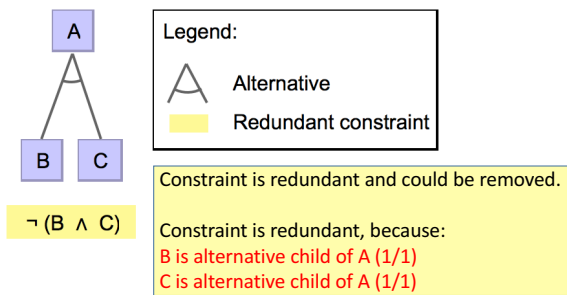 A
B
C
¬ (B ∧ C)
Legend:
Alternative
Redundant constraint
Constraint is redundant and could be removed.
Constraint is redundant, because:
B is alternative child of A (1/1)
C is alternative child of A (1/1)